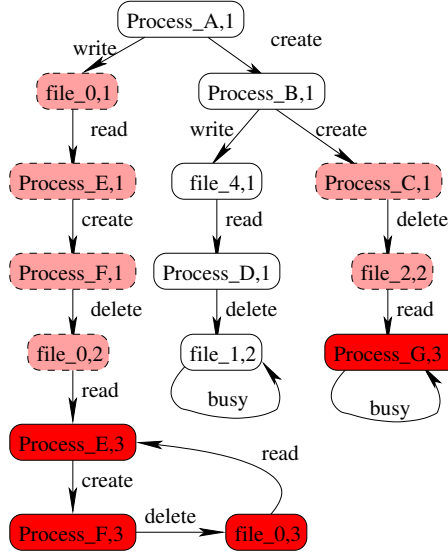 Process_A,1
write
create
file_0,1
Process_B,1
read
write
create
Process_E,1
file_4,1
Process_C,1
create
read
delete
Process_F,1
Process_D,1
file_2,2
delete
delete
read
file_0,2
file_1,2
Process_G,3
read
busy
busy
Process_E,3
read
create
Process_F,3
delete
file_0,3